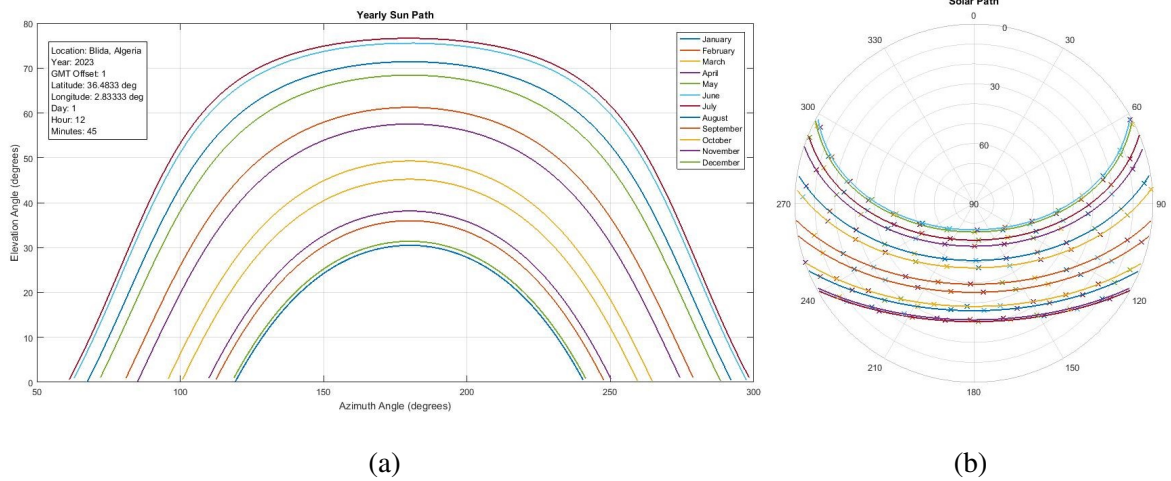 Yearly Sun Path
80
70
60
50
40
30
20
10
0
Elevation Angle (degrees)
Location: Blida, Algeria
Year: 2023
GMT Offset: 1
Latitude: 36.4833 deg
Longitude: 2.83333 deg
Day: 1
Hour: 12
Minutes: 45
January
February
March
April
May
June
July
August
September
October
November
December
50
100
150
200
250
300
Azimuth Angle (degrees)
(a)
Solar Path
0
0
330
30
30
300
60
60
270
90
90
240
120
210
150
180
(b)